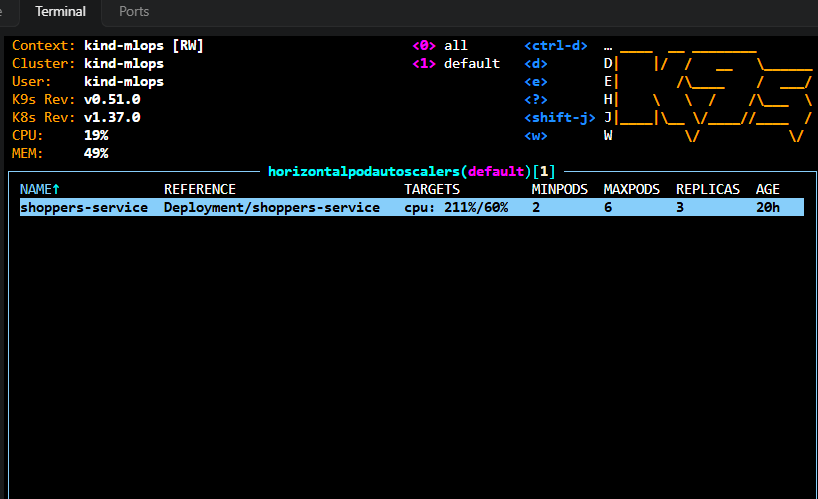 Terminal Ports
Context: kind-mlops [RW] <0> all <ctrl-d> …
Cluster: kind-mlops <1> default <d> D
User: kind-mlops <e> E
K9s Rev: v0.51.0 <?> H
K8s Rev: v1.37.0 <shift-j> J
CPU: 19% <w> W
MEM: 49%
horizontalpodautoscalers(default)[1]
NAME↑ REFERENCE TARGETS MINPODS MAXPODS REPLICAS AGE
shoppers-service Deployment/shoppers-service cpu: 211%/60% 2 6 3 20h